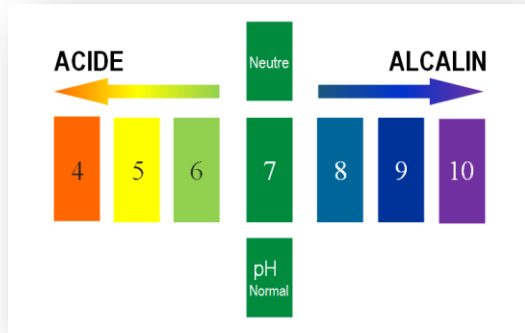 Neutre
ACIDE ALCALIN
4 5 6 7 8 9 10
pH
Normal